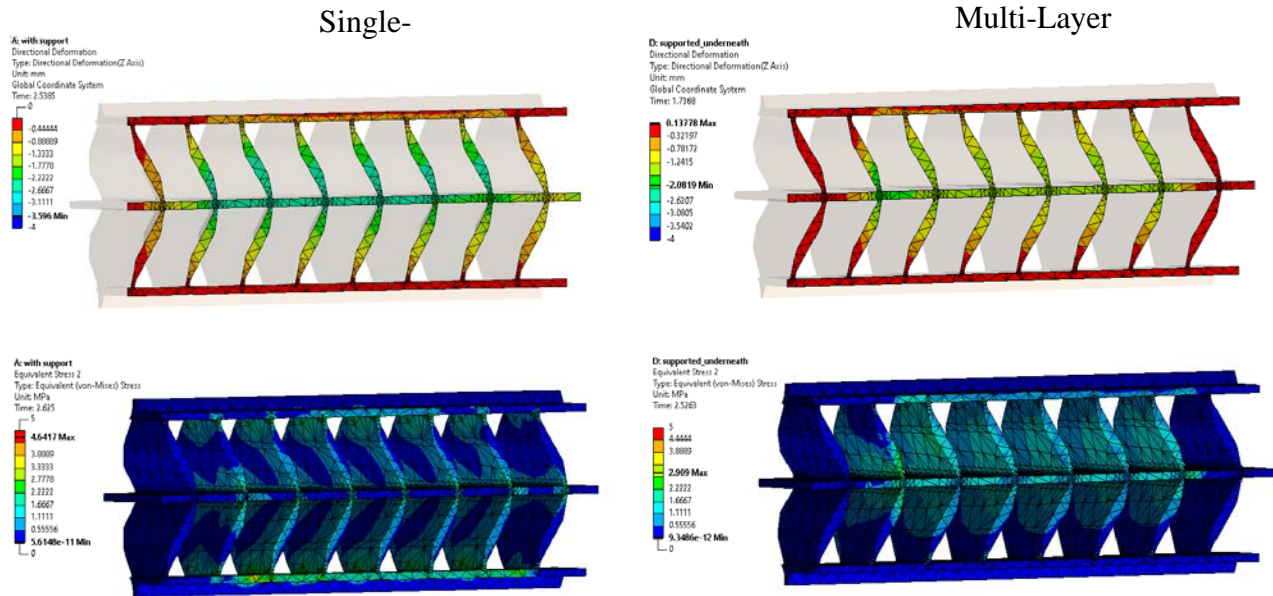 Single-
Multi-Layer
A: with support
Directional Deformation
Type: Directional Deformation(Z Axis)
Unit: mm
Global Coordinate System
Time: 2.5385
0
-0.44444
-0.88889
-1.3333
-1.7778
-2.2222
-2.6667
-3.1111
-3.596 Min
-4
D: supported_underneath
Directional Deformation
Type: Directional Deformation(Z Axis)
Unit: mm
Global Coordinate System
Time: 1.7368
0.13778 Max
-0.32197
-0.78172
-1.2415
-2.0819 Min
-2.6207
-3.0805
-3.5402
-4
A: with support
Equivalent Stress 2
Type: Equivalent (von-Mises) Stress
Unit: MPa
Time: 2.625
5
4.6417 Max
3.8889
3.3333
2.7778
2.2222
1.6667
1.1111
0.55556
5.6148e-11 Min
0
D: supported_underneath
Equivalent Stress 2
Type: Equivalent (von-Mises) Stress
Unit: MPa
Time: 2.5263
5
4.4444
3.8889
2.909 Max
2.2222
1.6667
1.1111
0.55556
9.3486e-12 Min
0